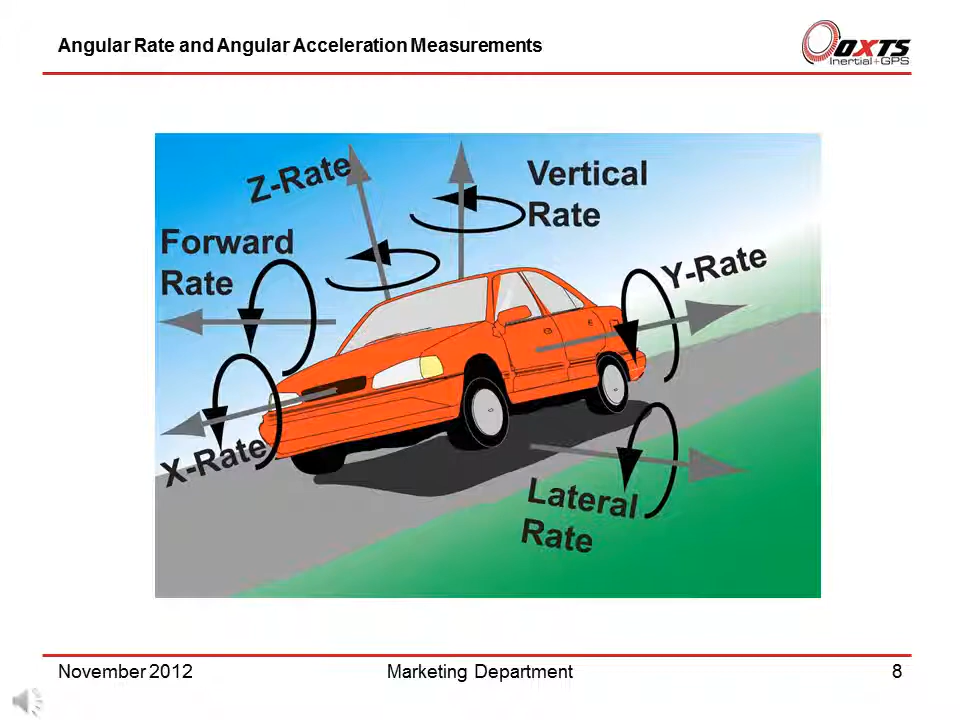 Angular Rate and Angular Acceleration Measurements
OXTS
Inertial+GPS
Z-Rate
Vertical
Rate
Forward
Rate
Y-Rate
X-Rate
Lateral
Rate
November 2012
Marketing Department
8